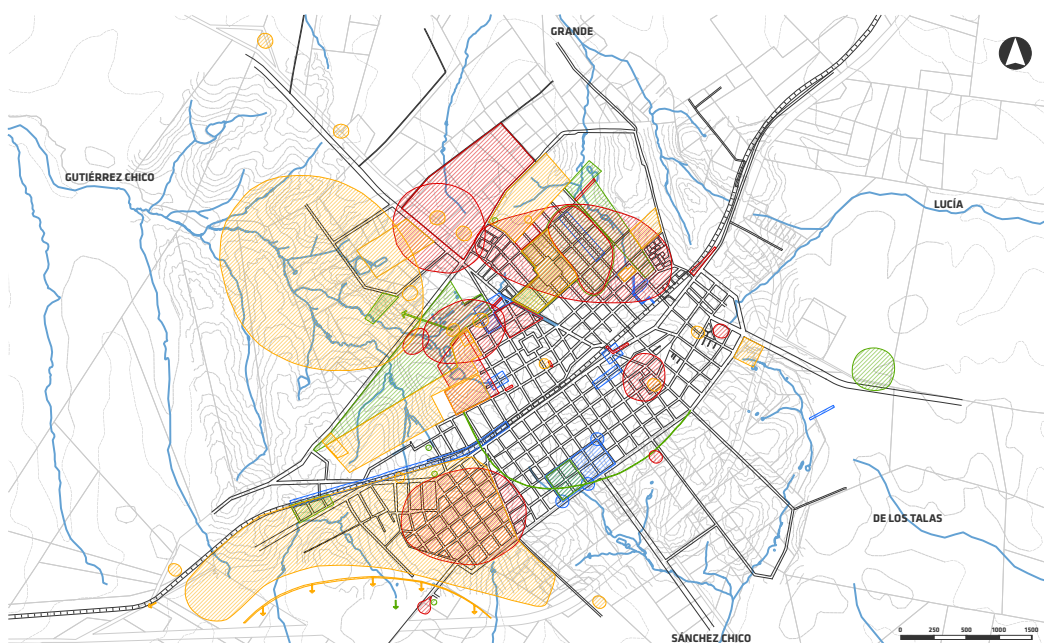 GRANDE
GUTIÉRREZ CHICO
LUCÍA
DE LOS TALAS
SÁNCHEZ CHICO
0 250 500 1000 1500